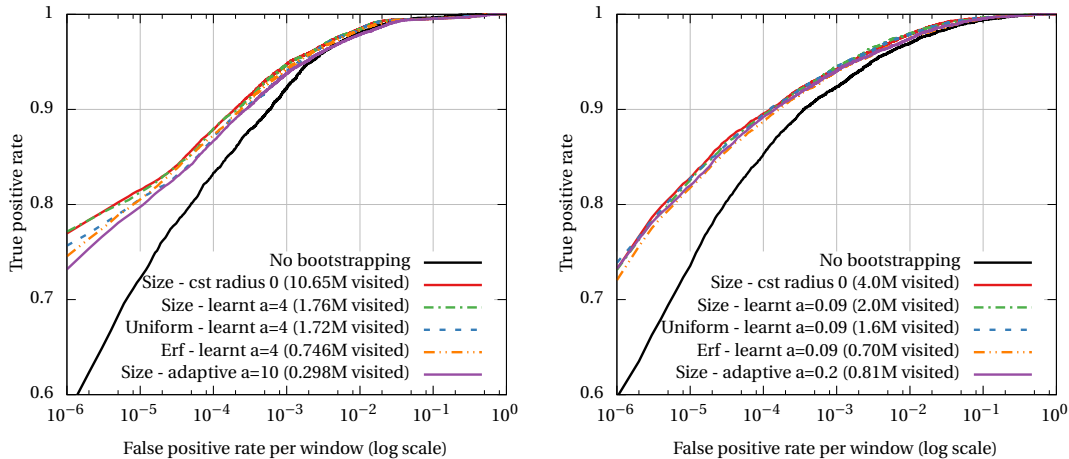 1
0.9
0.8
0.7
0.6
True positive rate
No bootstrapping
Size - cst radius 0 (10.65M visited)
Size - learnt a=4 (1.76M visited)
Uniform - learnt a=4 (1.72M visited)
Erf - learnt a=4 (0.746M visited)
Size - adaptive a=10 (0.298M visited)
10^-6 10^-5 10^-4 10^-3 10^-2 10^-1 10^0
False positive rate per window (log scale)
1
0.9
0.8
0.7
0.6
True positive rate
No bootstrapping
Size - cst radius 0 (4.0M visited)
Size - learnt a=0.09 (2.0M visited)
Uniform - learnt a=0.09 (1.6M visited)
Erf - learnt a=0.09 (0.70M visited)
Size - adaptive a=0.2 (0.81M visited)
10^-6 10^-5 10^-4 10^-3 10^-2 10^-1 10^0
False positive rate per window (log scale)